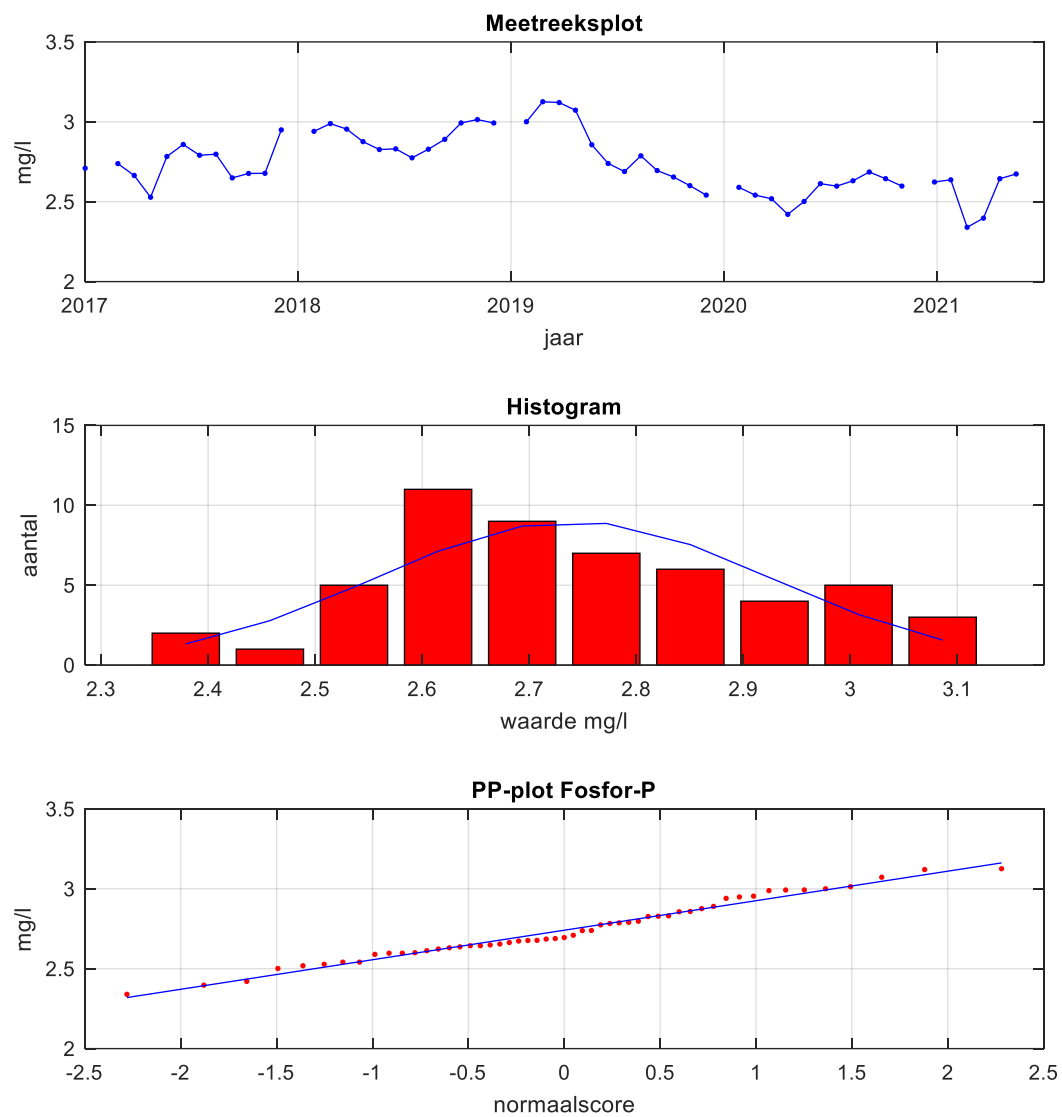 Meetreeksplot
3.5
3
2.5
2
mg/l
2017 2018 2019 2020 2021
jaar
Histogram
15
10
5
0
aantal
2.3 2.4 2.5 2.6 2.7 2.8 2.9 3 3.1
waarde mg/l
PP-plot Fosfor-P
3.5
3
2.5
2
mg/l
-2.5 -2 -1.5 -1 -0.5 0 0.5 1 1.5 2 2.5
normaalscore